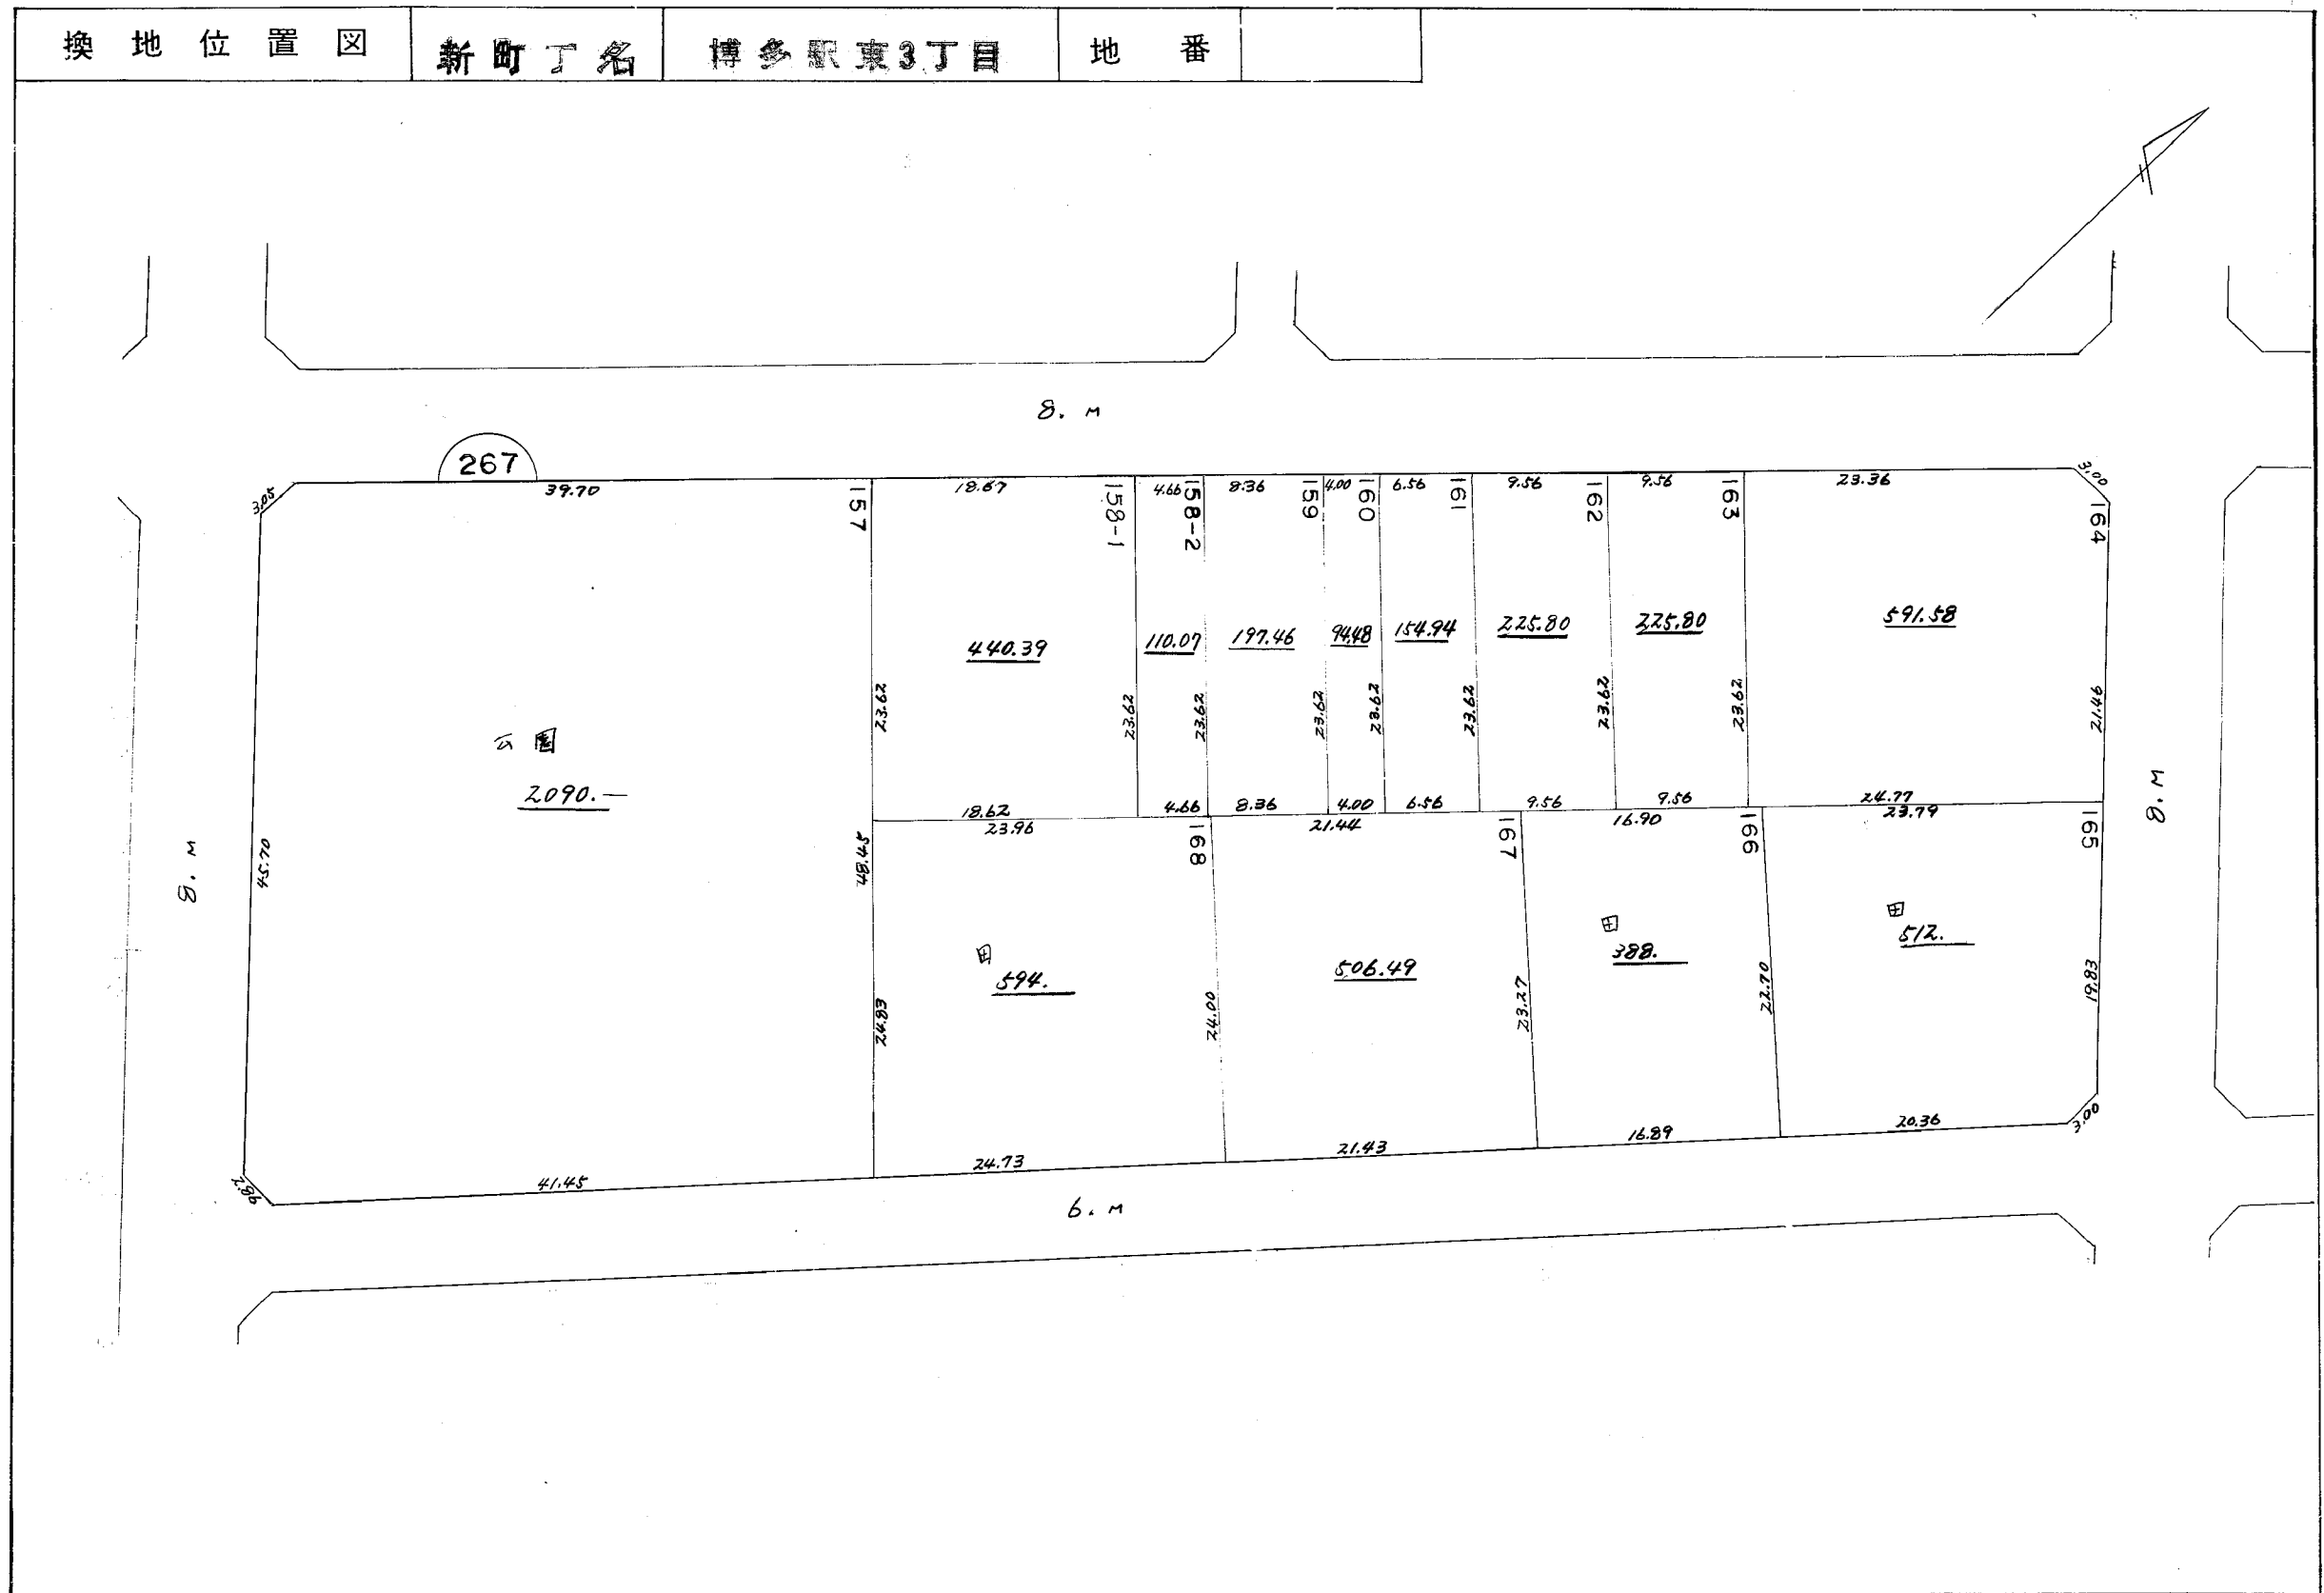 換地位置図 新町丁名 博多駅東3丁目 地番
8. M
267
3.05 39.70 157 18.67 158-1 4.66 158-2 8.36 159 4.00 160 6.56 161 9.56 162 9.56 163 23.36 3.00 164
440.39 110.07 197.46 94.48 154.94 225.80 225.80 591.58
23.62 23.62 23.62 23.62 23.62 23.62 23.62 23.62 21.46
公園
2090.—
18.62 4.66 8.36 4.00 6.56 9.56 9.56 24.77
23.96 168 21.44 167 16.90 166 23.79 165
8. M 45.70 48.45 8. M
田 田 田
594. 506.49 388. 512.
24.83 24.00 23.27 22.70 19.83
2.86 41.45 24.73 21.43 16.89 20.36 3.00
6. M